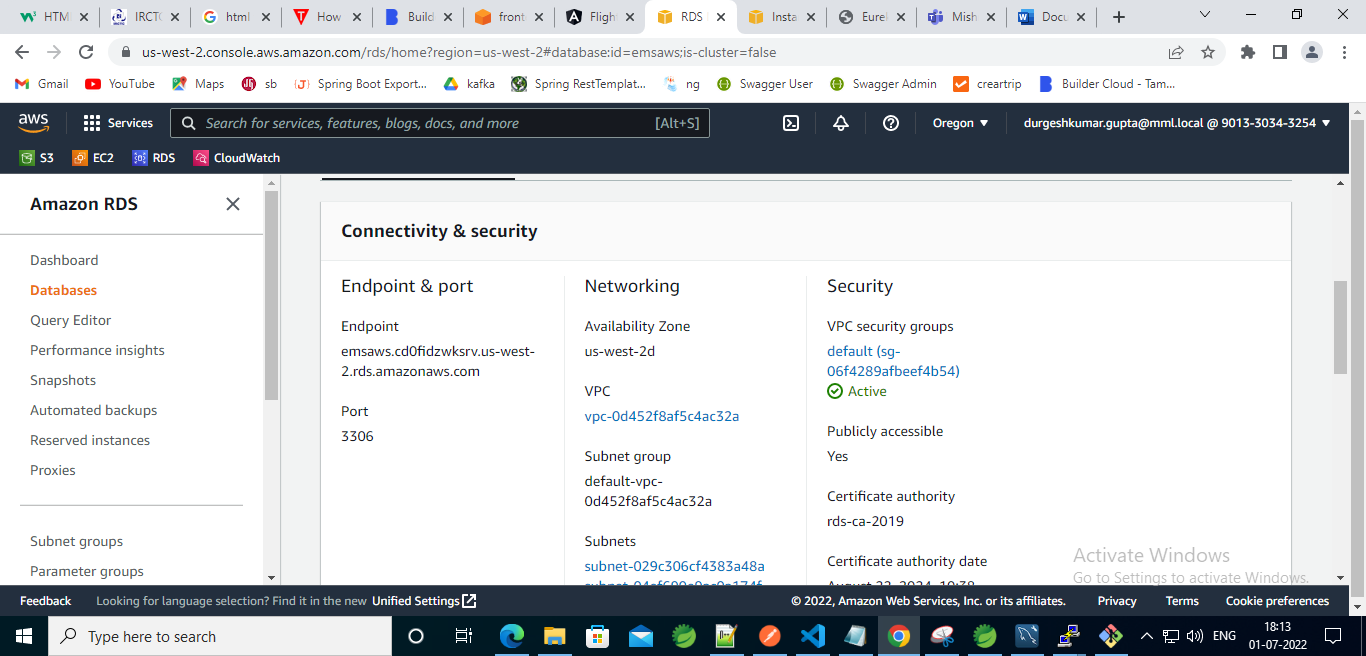 HTM
IRCTC
html
How
Build
front
Flight
RDS
Insta
Eurel
Mish
Docu
us-west-2.console.aws.amazon.com/rds/home?region=us-west-2#database:id=emsaws;is-cluster=false
Gmail
YouTube
Maps
sb
Spring Boot Export...
kafka
Spring RestTemplat...
ng
Swagger User
Swagger Admin
creartrip
Builder Cloud - Tam...
aws
Services
Search for services, features, blogs, docs, and more
[Alt+S]
Oregon
durgeshkumar.gupta@mml.local @ 9013-3034-3254
S3
EC2
RDS
CloudWatch
Amazon RDS
Dashboard
Databases
Query Editor
Performance insights
Snapshots
Automated backups
Reserved instances
Proxies
Subnet groups
Parameter groups
Connectivity & security
Endpoint & port
Endpoint
emsaws.cd0fidzwksrv.us-west-
2.rds.amazonaws.com
Port
3306
Networking
Availability Zone
us-west-2d
VPC
vpc-0d452f8af5c4ac32a
Subnet group
default-vpc-
0d452f8af5c4ac32a
Subnets
subnet-029c306cf4383a48a
Security
VPC security groups
default (sg-
06f4289afbeef4b54)
Active
Publicly accessible
Yes
Certificate authority
rds-ca-2019
Certificate authority date
Activate Windows
Go to Settings to activate Windows.
Feedback
Looking for language selection? Find it in the new Unified Settings
© 2022, Amazon Web Services, Inc. or its affiliates.
Privacy
Terms
Cookie preferences
Type here to search
ENG
18:13
01-07-2022